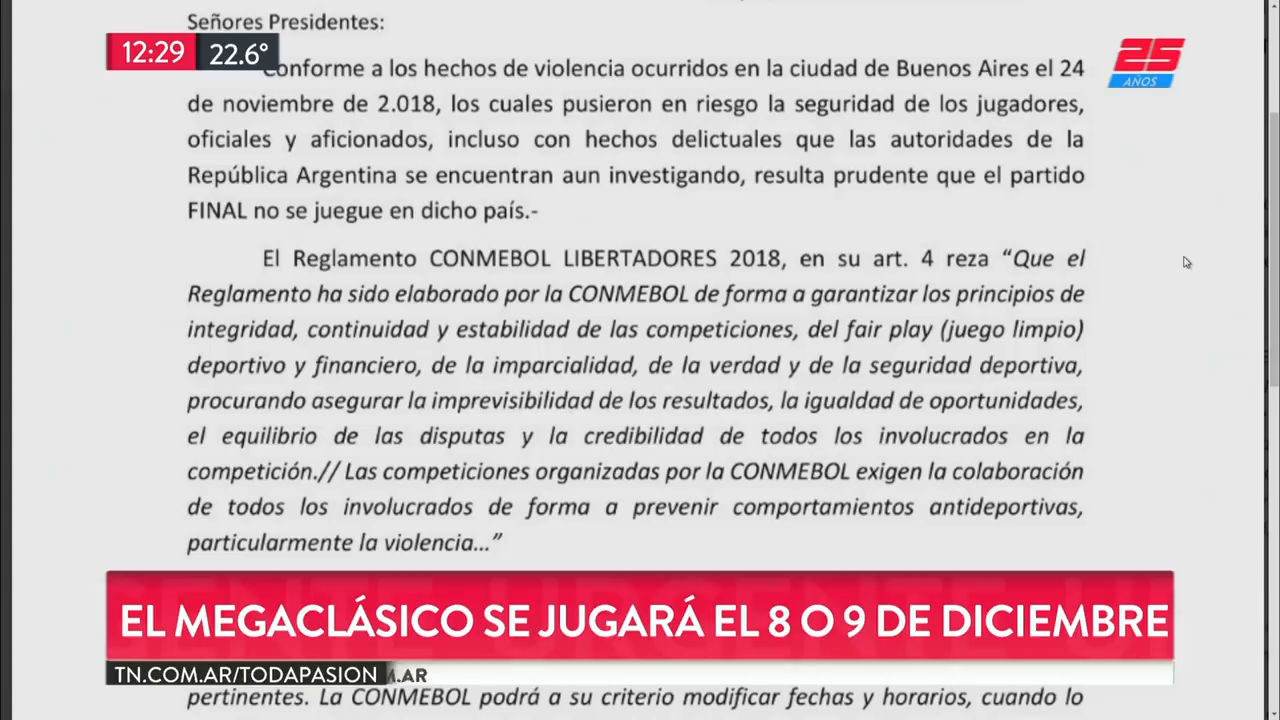 Señores Presidentes:
12:29 22.6°
25
AÑOS
Conforme a los hechos de violencia ocurridos en la ciudad de Buenos Aires el 24
de noviembre de 2.018, los cuales pusieron en riesgo la seguridad de los jugadores,
oficiales y aficionados, incluso con hechos delictuales que las autoridades de la
República Argentina se encuentran aun investigando, resulta prudente que el partido
FINAL no se juegue en dicho país.-
El Reglamento CONMEBOL LIBERTADORES 2018, en su art. 4 reza “Que el
Reglamento ha sido elaborado por la CONMEBOL de forma a garantizar los principios de
integridad, continuidad y estabilidad de las competiciones, del fair play (juego limpio)
deportivo y financiero, de la imparcialidad, de la verdad y de la seguridad deportiva,
procurando asegurar la imprevisibilidad de los resultados, la igualdad de oportunidades,
el equilibrio de las disputas y la credibilidad de todos los involucrados en la
competición.// Las competiciones organizadas por la CONMEBOL exigen la colaboración
de todos los involucrados de forma a prevenir comportamientos antideportivas,
particularmente la violencia...”
URGENTE
EL MEGACLÁSICO SE JUGARÁ EL 8 O 9 DE DICIEMBRE
TN.COM.AR/TODAPASION M.AR
pertinentes. La CONMEBOL podrá a su criterio modificar fechas y horarios, cuando lo